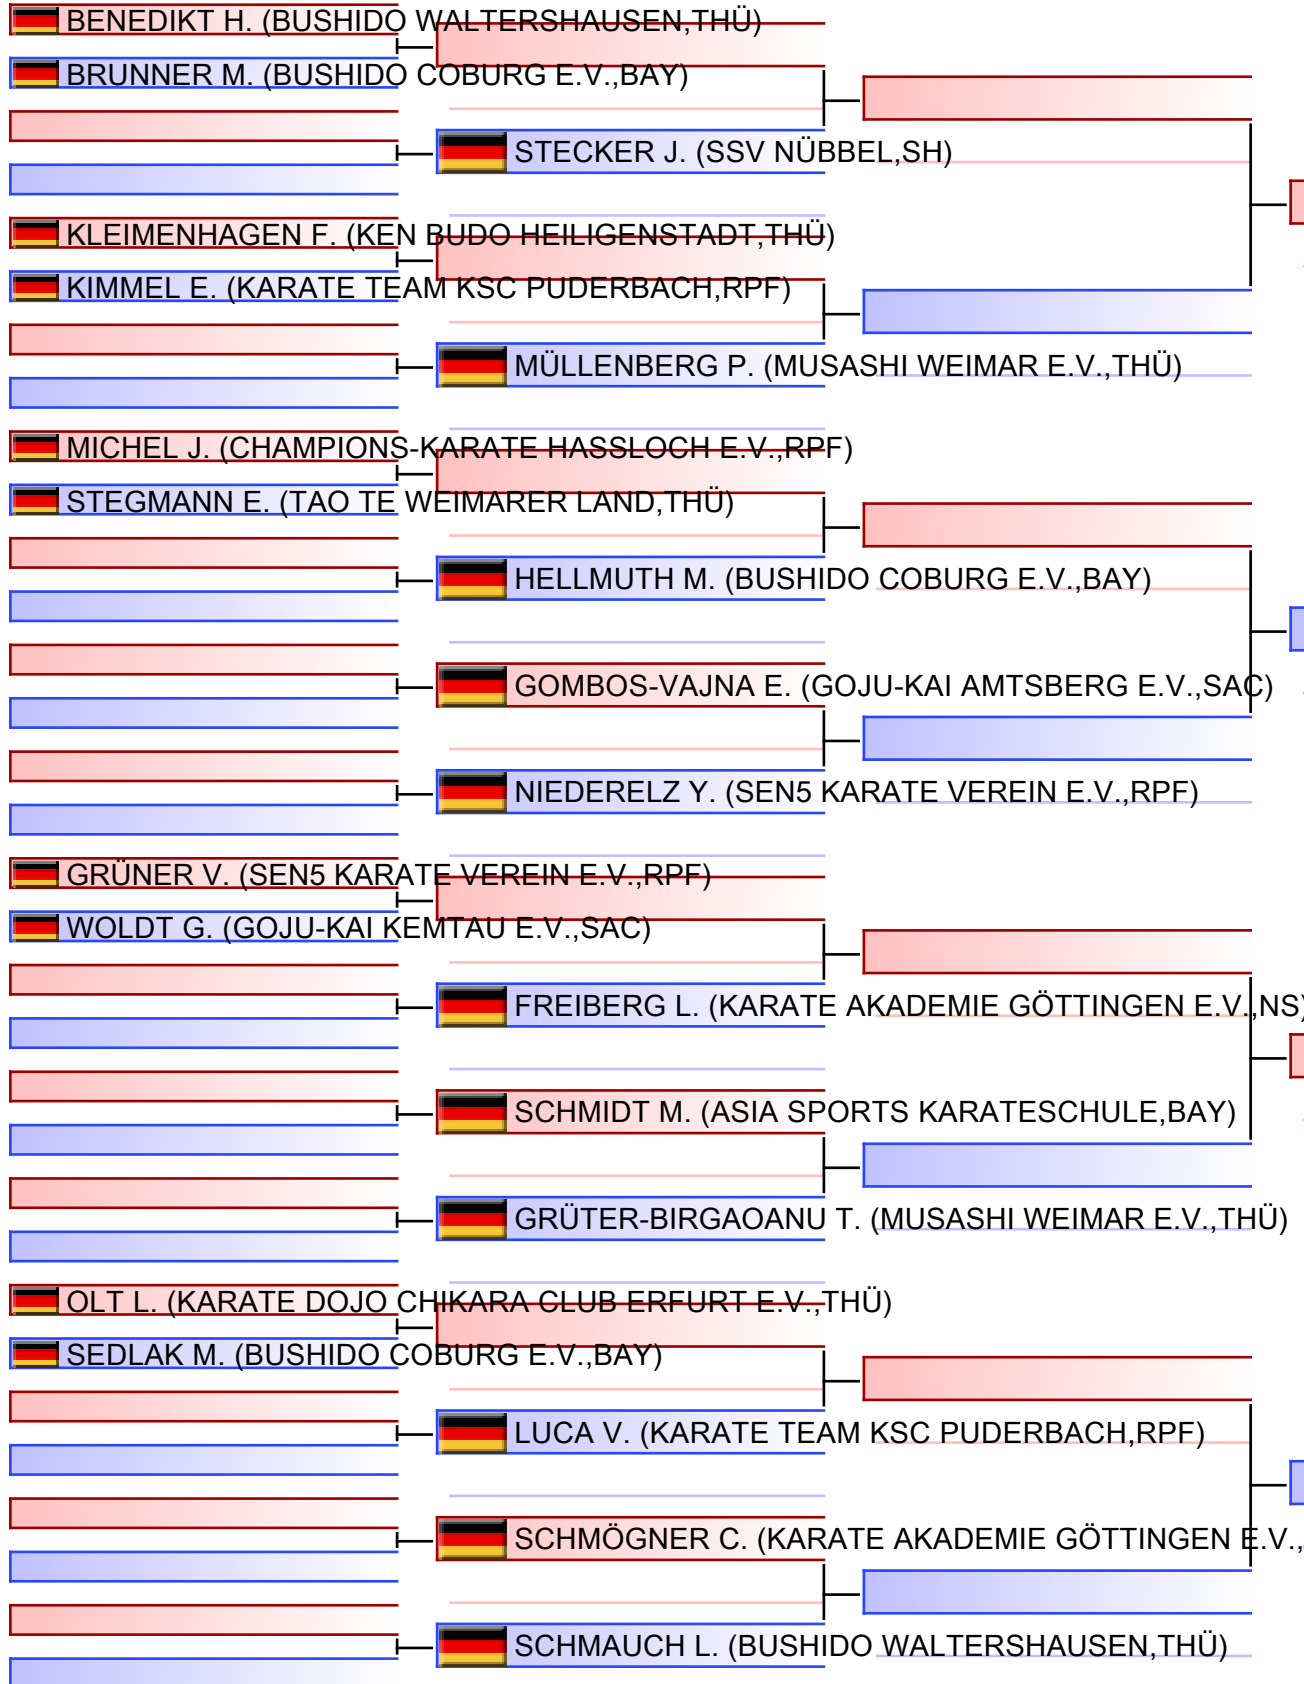 BENEDIKT H. (BUSHIDO WALTERSHAUSEN,THÜ)
BRUNNER M. (BUSHIDO COBURG E.V.,BAY)
STECKER J. (SSV NÜBBEL,SH)
KLEIMENHAGEN F. (KEN BUDO HEILIGENSTADT,THÜ)
KIMMEL E. (KARATE TEAM KSC PUDERBACH,RPF)
MÜLLENBERG P. (MUSASHI WEIMAR E.V.,THÜ)
MICHEL J. (CHAMPIONS-KARATE HASSLOCH E.V.,RPF)
STEGMANN E. (TAO TE WEIMARER LAND,THÜ)
HELLMUTH M. (BUSHIDO COBURG E.V.,BAY)
GOMBOS-VAJNA E. (GOJU-KAI AMTSBERG E.V.,SAC)
NIEDERELZ Y. (SEN5 KARATE VEREIN E.V.,RPF)
GRÜNER V. (SEN5 KARATE VEREIN E.V.,RPF)
WOLDT G. (GOJU-KAI KEMTAU E.V.,SAC)
FREIBERG L. (KARATE AKADEMIE GÖTTINGEN E.V.,NS)
SCHMIDT M. (ASIA SPORTS KARATESCHULE,BAY)
GRÜTER-BIRGAOANU T. (MUSASHI WEIMAR E.V.,THÜ)
OLT L. (KARATE DOJO CHIKARA CLUB ERFURT E.V.,THÜ)
SEDLAK M. (BUSHIDO COBURG E.V.,BAY)
LUCA V. (KARATE TEAM KSC PUDERBACH,RPF)
SCHMÖGNER C. (KARATE AKADEMIE GÖTTINGEN E.V.,
SCHMAUCH L. (BUSHIDO WALTERSHAUSEN,THÜ)